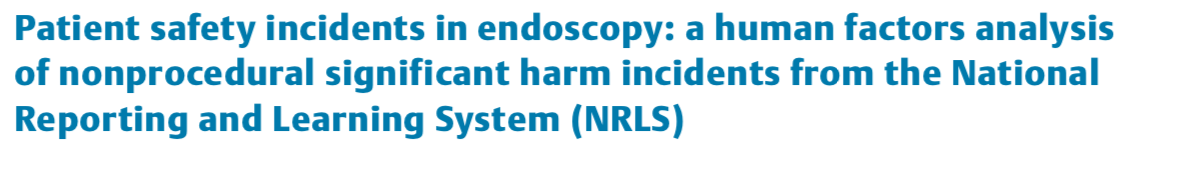 Patient safety incidents in endoscopy: a human factors analysis
of nonprocedural significant harm incidents from the National
Reporting and Learning System (NRLS)